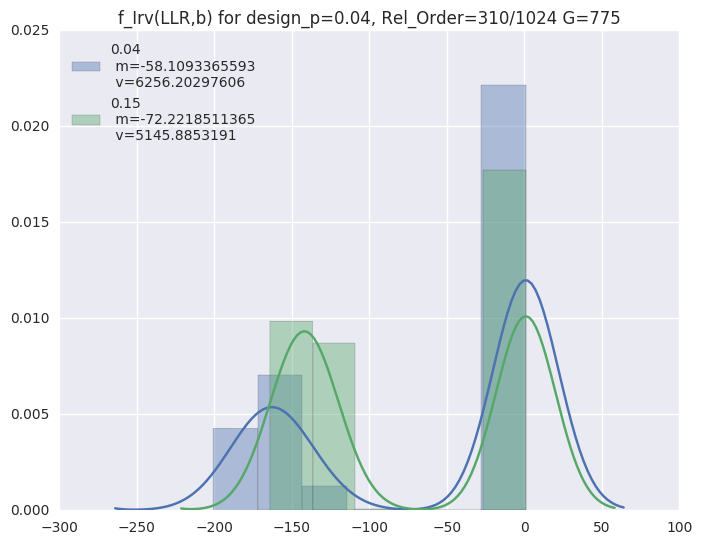 f_Irv(LLR,b) for design_p=0.04, Rel_Order=310/1024 G=775
0.025
0.04
m=-58.1093365593
v=6256.20297606
0.15
m=-72.2218511365
v=5145.8853191
0.020
0.015
0.010
0.005
0.000
−300 −250 −200 −150 −100 −50 0 50 100